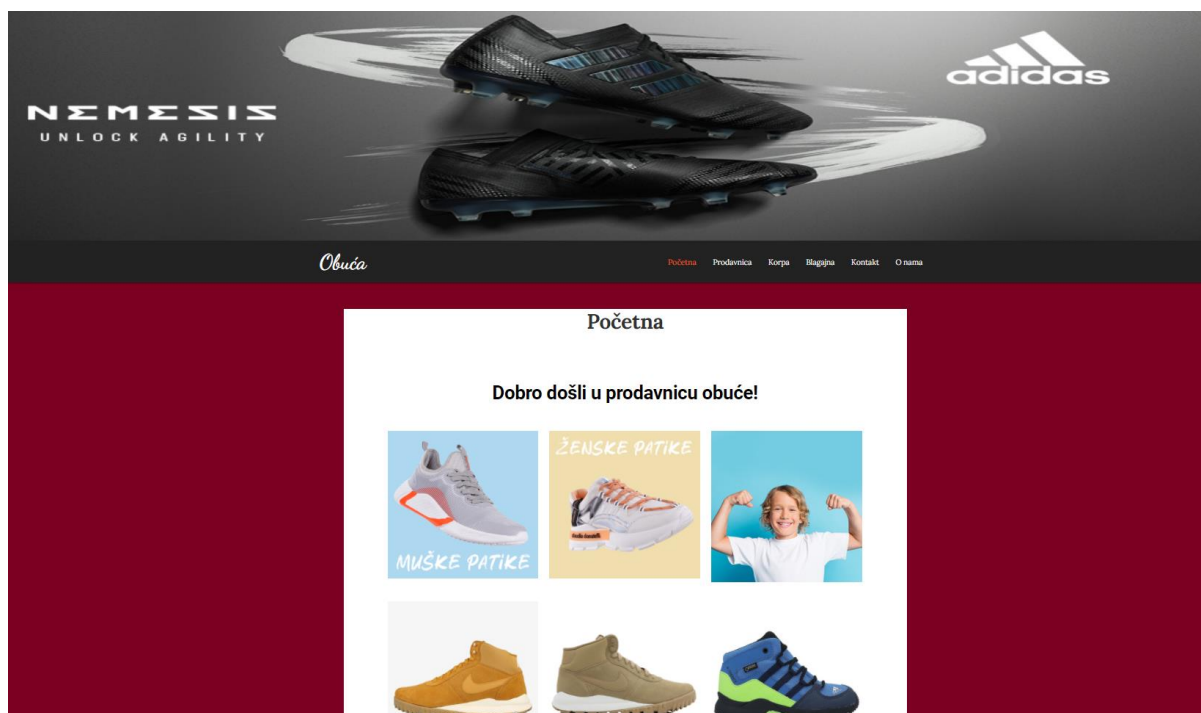 adidas
NΣMΣSIS
UNLOCK AGILITY
Obuća
Početna Prodavnica Korpa Blagajna Kontakt O nama
Početna
Dobro došli u prodavnicu obuće!
MUŠKE PATIKE
ŽENSKE PATIKE